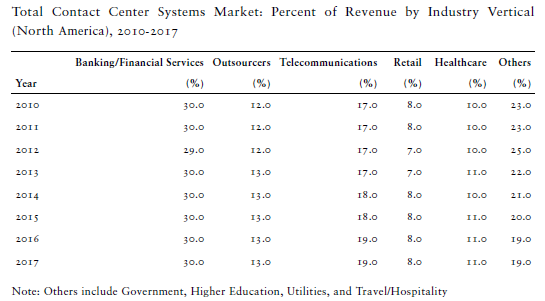 Total Contact Center Systems Market: Percent of Revenue by Industry Vertical
(North America), 2010-2017
Banking/Financial Services Outsourcers Telecommunications Retail Healthcare Others
Year (%) (%) (%) (%) (%) (%)
2010 30.0 12.0 17.0 8.0 10.0 23.0
2011 30.0 12.0 17.0 8.0 10.0 23.0
2012 29.0 12.0 17.0 7.0 10.0 25.0
2013 30.0 13.0 17.0 7.0 11.0 22.0
2014 30.0 13.0 18.0 8.0 10.0 21.0
2015 30.0 13.0 18.0 8.0 11.0 20.0
2016 30.0 13.0 19.0 8.0 11.0 19.0
2017 30.0 13.0 19.0 8.0 11.0 19.0
Note: Others include Government, Higher Education, Utilities, and Travel/Hospitality